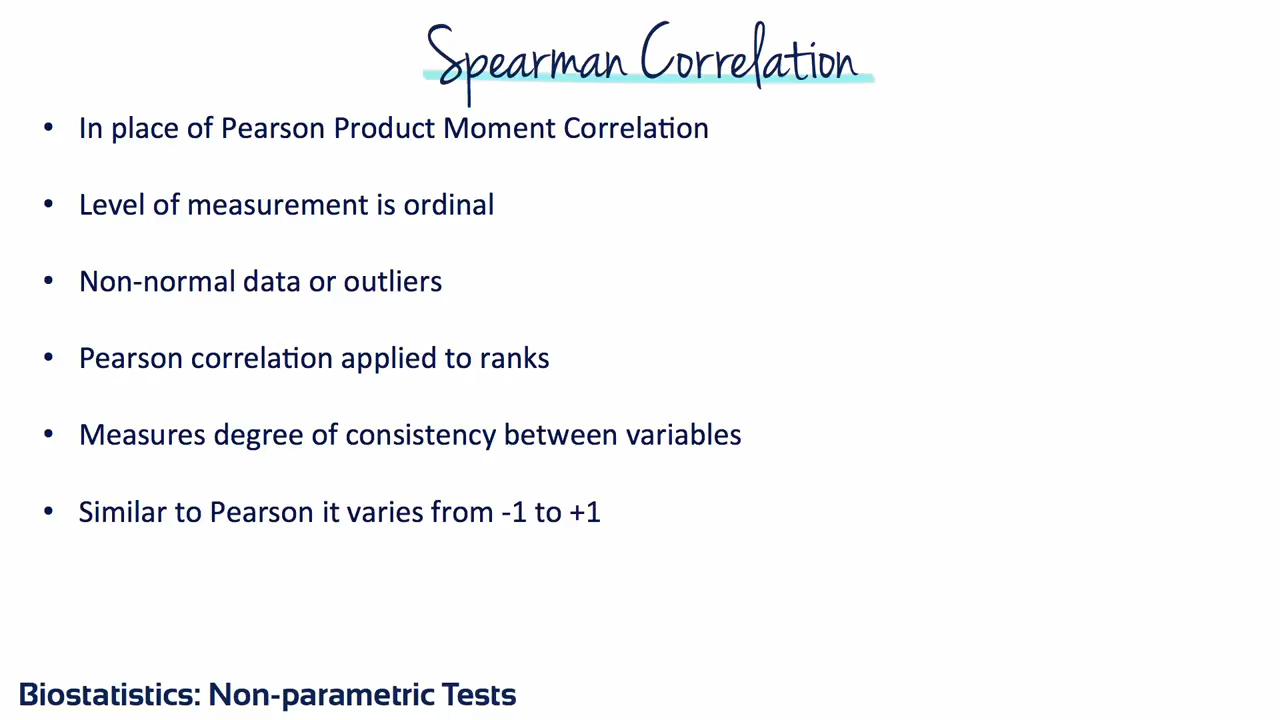 Spearman Correlation
• In place of Pearson Product Moment Correlation
• Level of measurement is ordinal
• Non-normal data or outliers
• Pearson correlation applied to ranks
• Measures degree of consistency between variables
• Similar to Pearson it varies from -1 to +1
Biostatistics: Non-parametric Tests